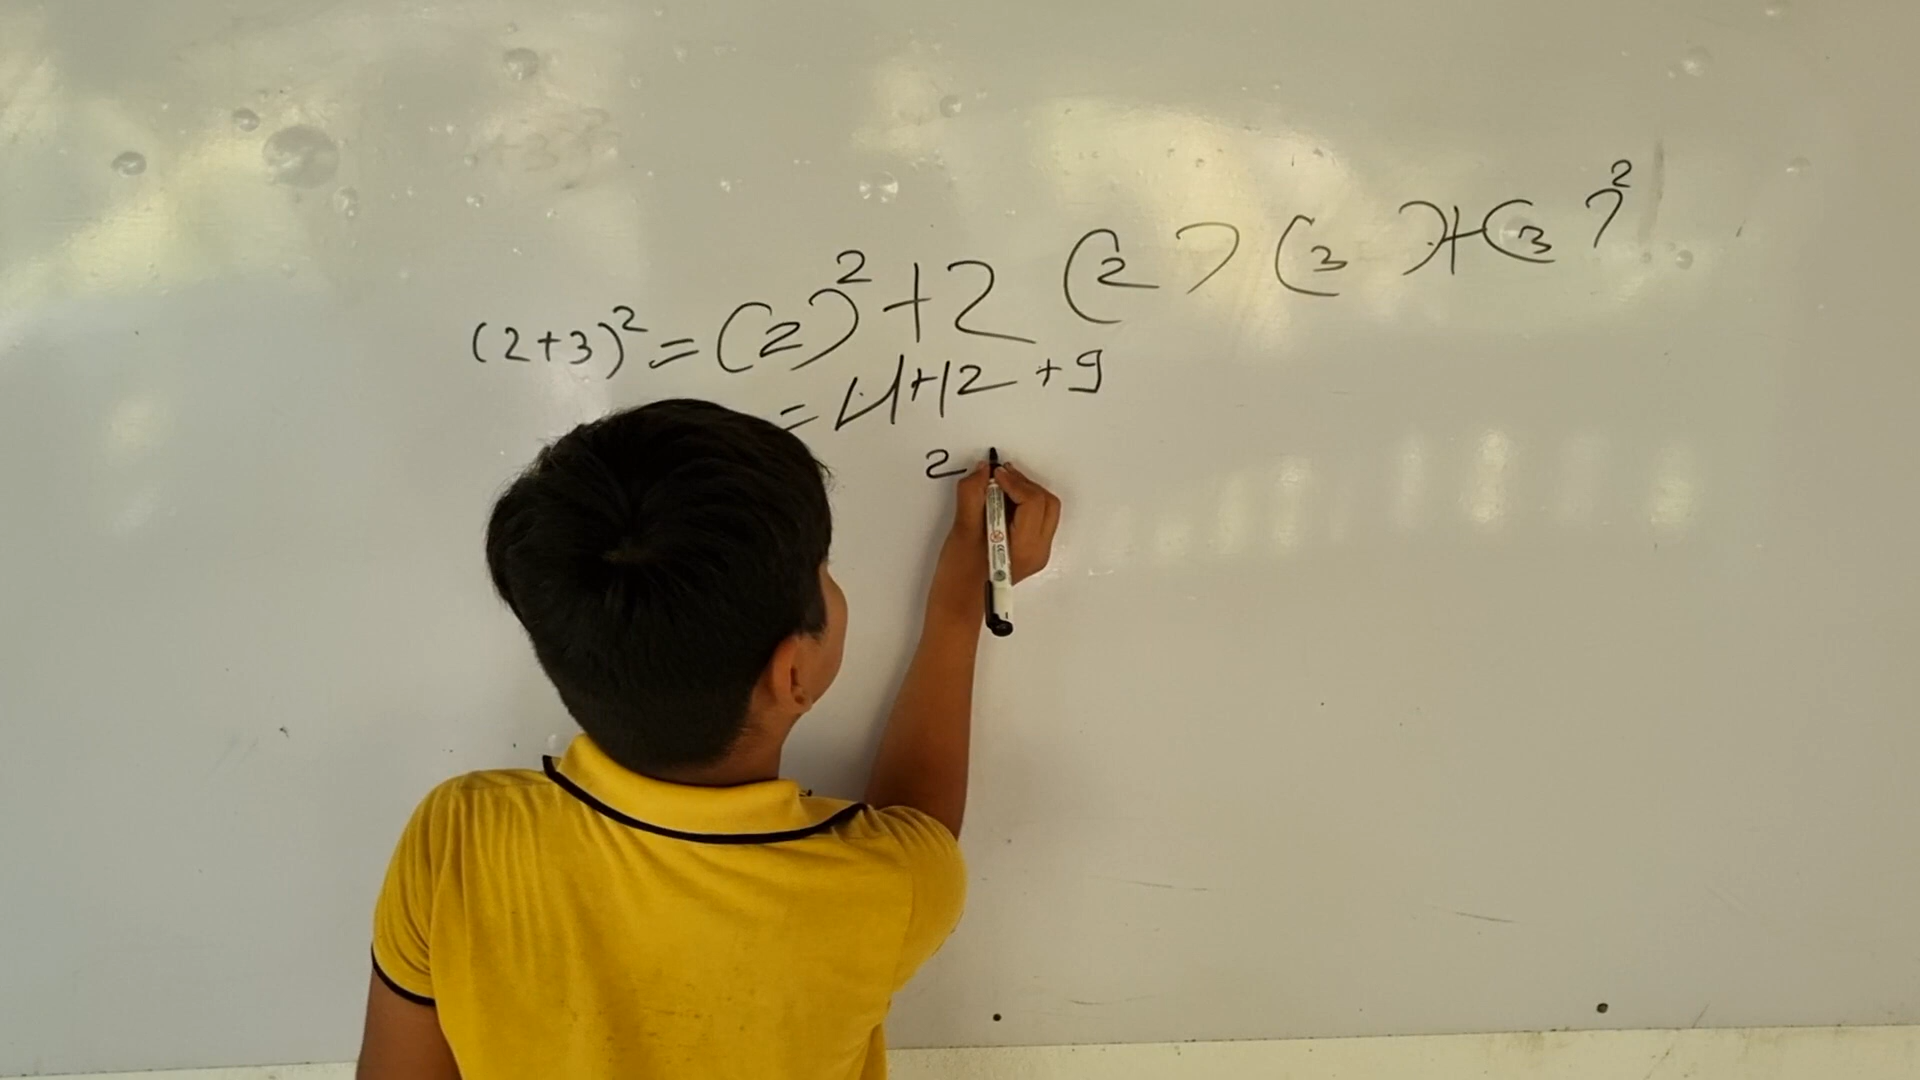 (2+3)² = (2)² + 2 (2) (3) + (3)²
= 4+12 + 9
2